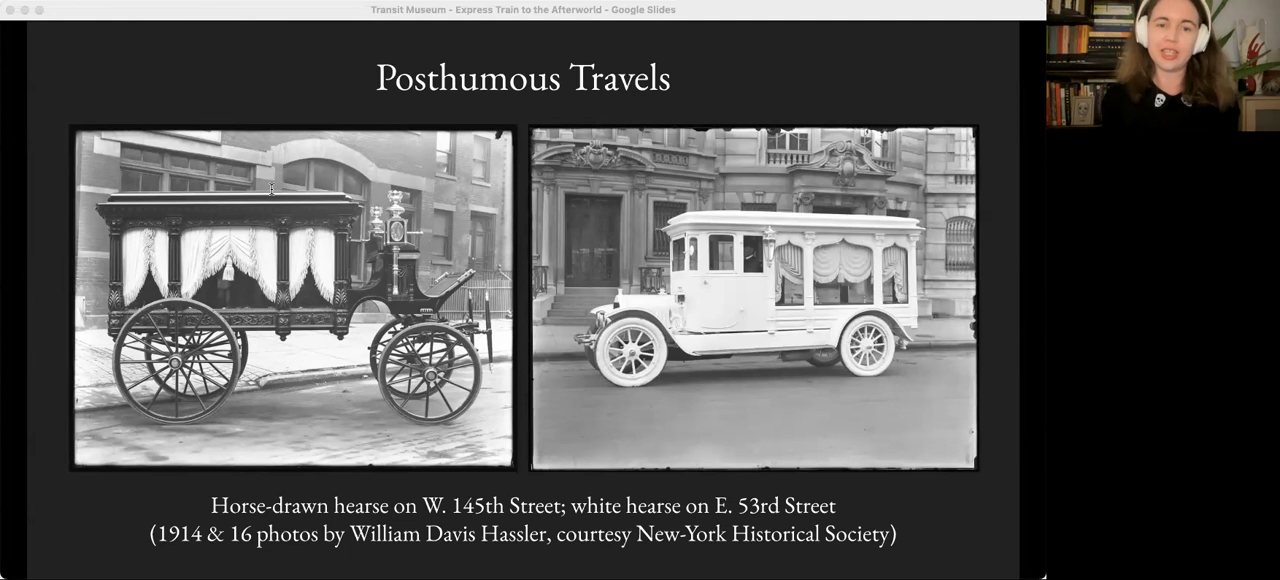 Transit Museum - Express Train to the Afterworld - Google Slides
Posthumous Travels
Horse-drawn hearse on W. 145th Street; white hearse on E. 53rd Street
(1914 & 16 photos by William Davis Hassler, courtesy New-York Historical Society)